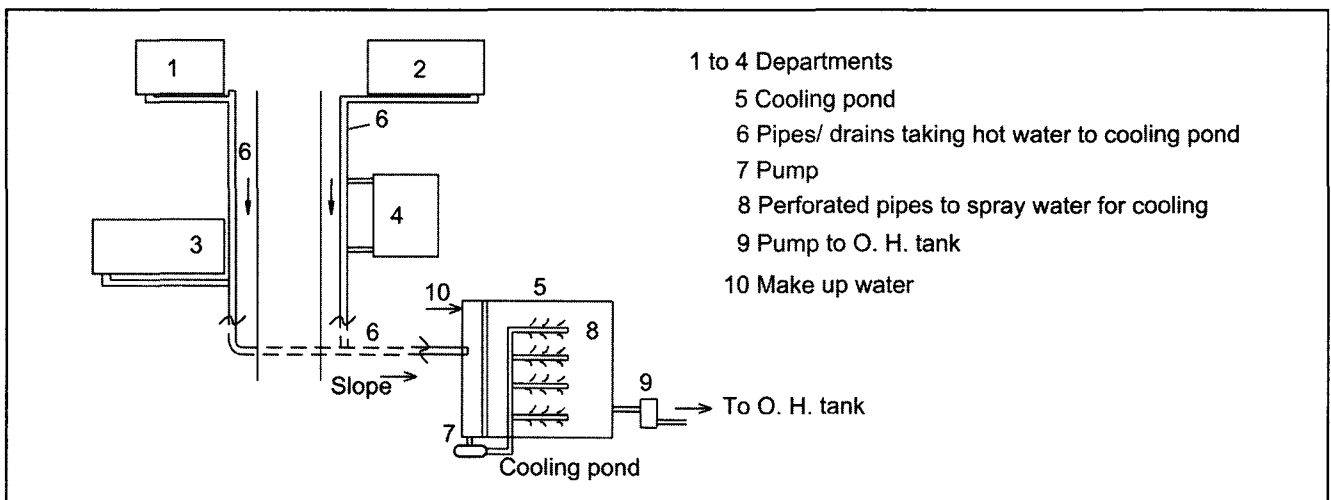 1
2
1 to 4 Departments
5 Cooling pond
6
6 Pipes/ drains taking hot water to cooling pond
6
7 Pump
4
8 Perforated pipes to spray water for cooling
3
9 Pump to O. H. tank
10 Make up water
10
5
6
8
Slope
9
To O. H. tank
7
Cooling pond